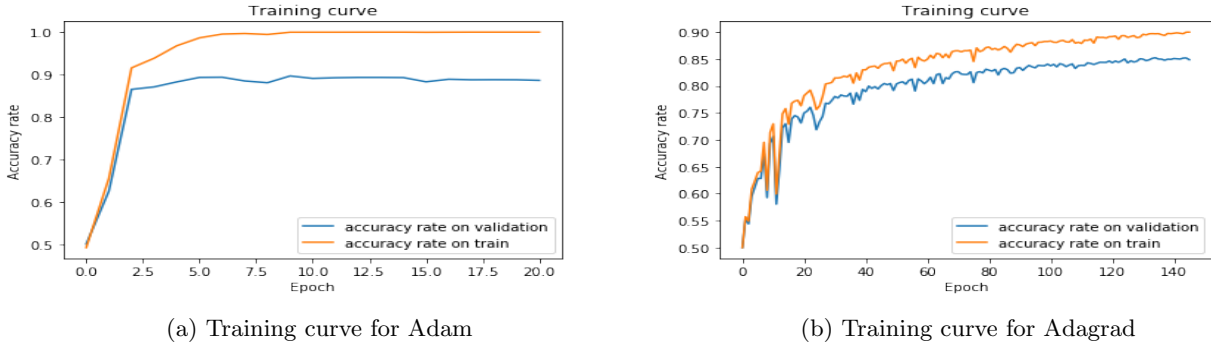 Training curve
Accuracy rate
1.0
0.9
0.8
0.7
0.6
0.5
accuracy rate on validation
accuracy rate on train
0.0 2.5 5.0 7.5 10.0 12.5 15.0 17.5 20.0
Epoch
(a) Training curve for Adam
Training curve
Accuracy rate
0.90
0.85
0.80
0.75
0.70
0.65
0.60
0.55
0.50
accuracy rate on validation
accuracy rate on train
0 20 40 60 80 100 120 140
Epoch
(b) Training curve for Adagrad